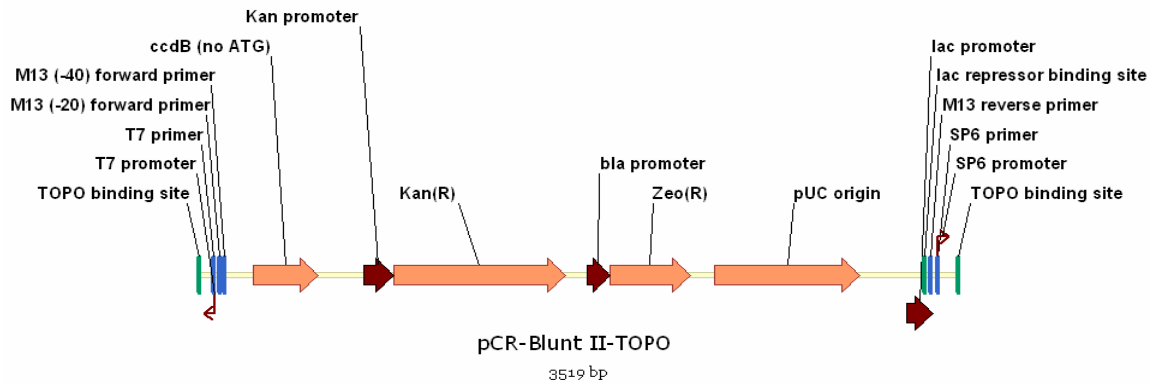 Kan promoter
ccdB (no ATG)
lac promoter
M13 (-40) forward primer
lac repressor binding site
M13 (-20) forward primer
M13 reverse primer
T7 primer
bla promoter
SP6 primer
T7 promoter
SP6 promoter
TOPO binding site
Kan(R)
Zeo(R)
pUC origin
TOPO binding site
pCR-Blunt II-TOPO
3519 bp